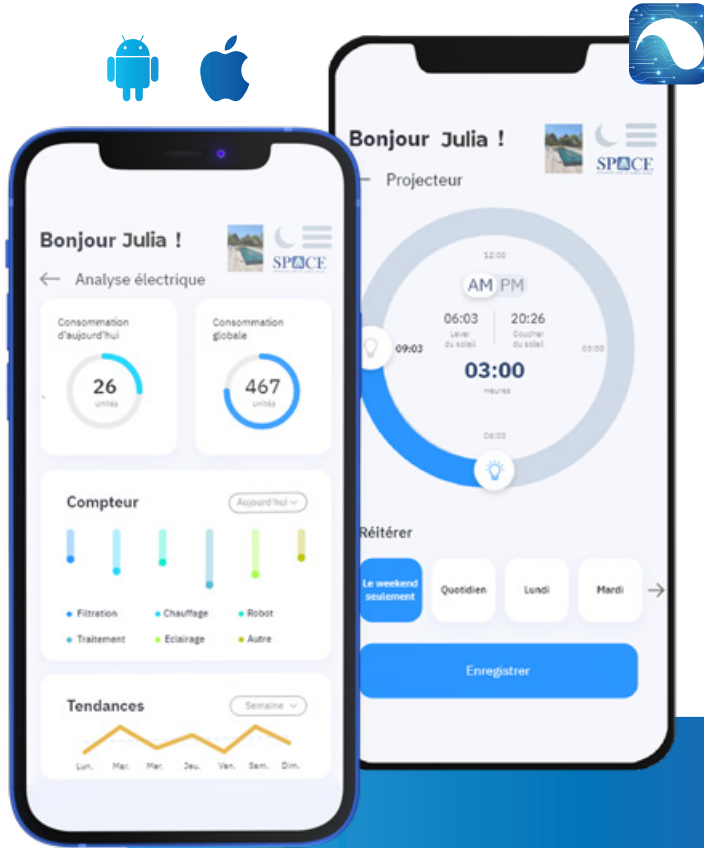 Bonjour Julia !
SPACE
← Analyse électrique
Consommation
d'aujourd'hui
26
Unités
Consommation
globale
467
Unités
Compteur
Aujourd'hui
Filtration
Chauffage
Robot
Traitement
Eclairage
Autre
Tendances
Semaine
Lun. Mar. Mer. Jeu. Ven. Sam. Dim.
Bonjour Julia !
SPACE
Projecteur
12:00
AM PM
06:03
Lever
du soleil
20:26
Coucher
du soleil
09:03
03:00
Heures
03:00
06:03
Réitérer
Le weekend
seulement
Quotidien
Lundi
Mardi
Enregistrer